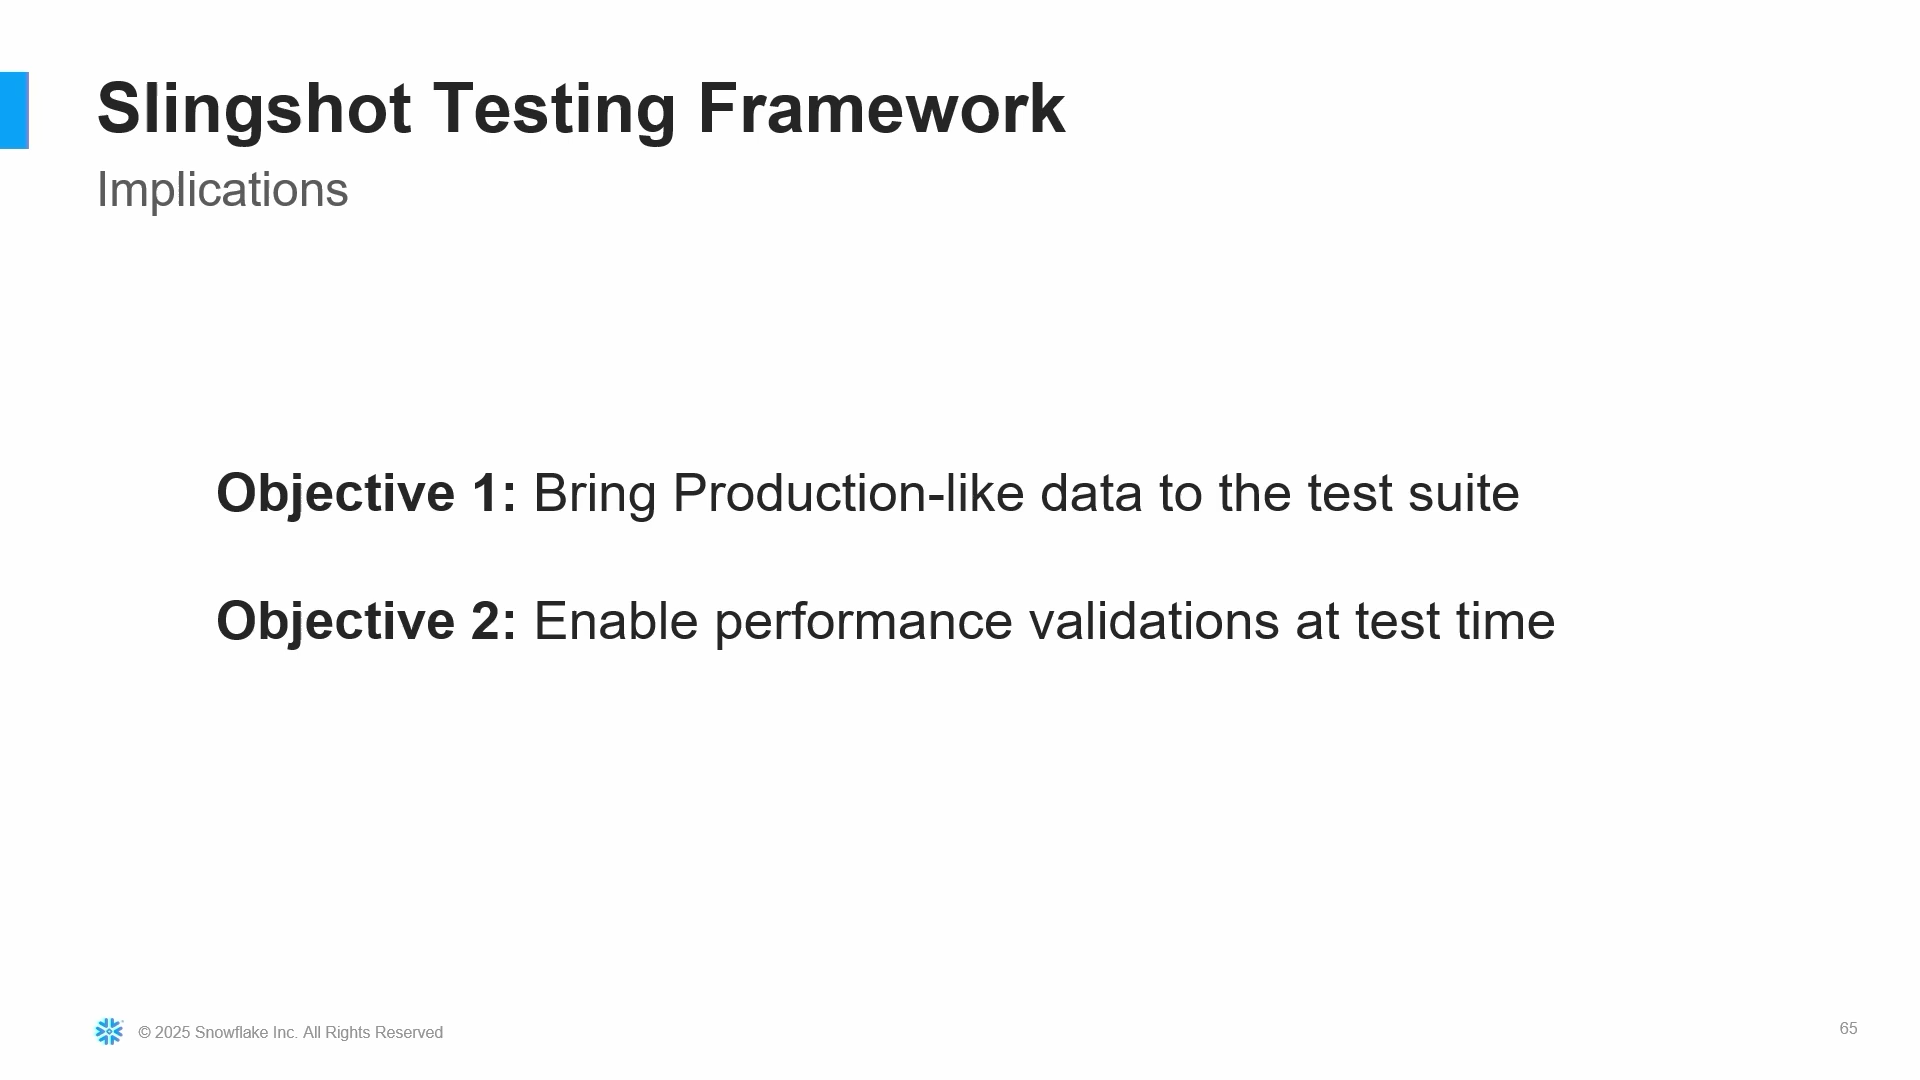 Slingshot Testing Framework
Implications
Objective 1: Bring Production-like data to the test suite
Objective 2: Enable performance validations at test time
© 2025 Snowflake Inc. All Rights Reserved
65